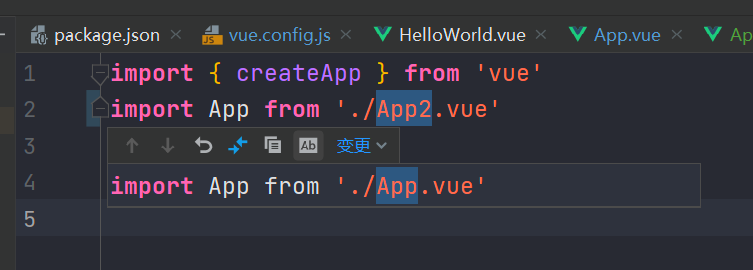 package.json vue.config.js HelloWorld.vue App.vue Ap
1 import { createApp } from 'vue'
2 import App from './App2.vue'
3 Ab 变更
4 import App from './App.vue'
5